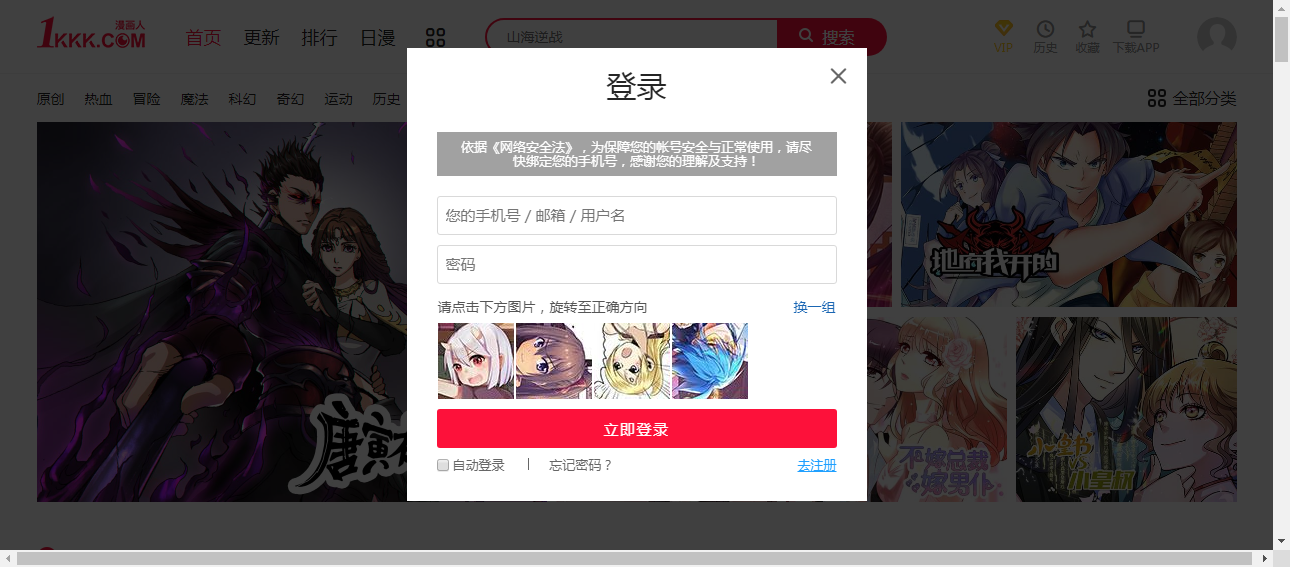 1KKK.COM 漫画人
首页 更新 排行 日漫
山海逆战
搜索
VIP 历史 收藏 下载APP
原创 热血 冒险 魔法 科幻 奇幻 运动 历史
全部分类
登录
依据《网络安全法》，为保障您的帐号安全与正常使用，请尽
快绑定您的手机号，感谢您的理解及支持！
您的手机号 / 邮箱 / 用户名
密码
请点击下方图片，旋转至正确方向
换一组
立即登录
自动登录 | 忘记密码？
去注册
地府我开的
唐寅
不嫁总裁
嫁男仆
小皇叔